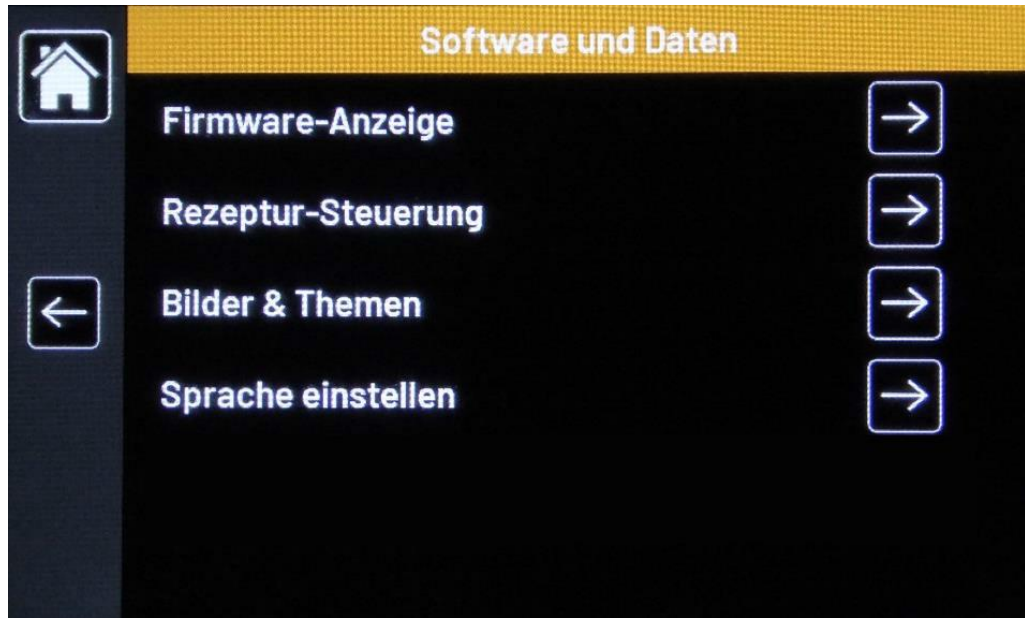 Software und Daten
Firmware-Anzeige
Rezeptur-Steuerung
Bilder & Themen
Sprache einstellen